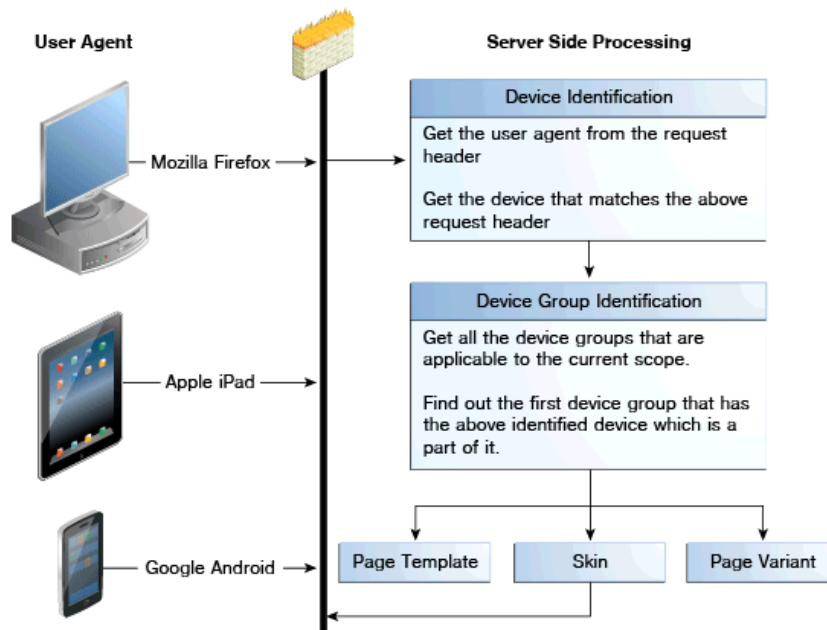 User Agent
Server Side Processing
Device Identification
Get the user agent from the request
header
Get the device that matches the above
request header
Mozilla Firefox
Device Group Identification
Get all the device groups that are
applicable to the current scope.
Find out the first device group that has
the above identified device which is a
part of it.
Apple iPad
Page Template
Skin
Page Variant
Google Android